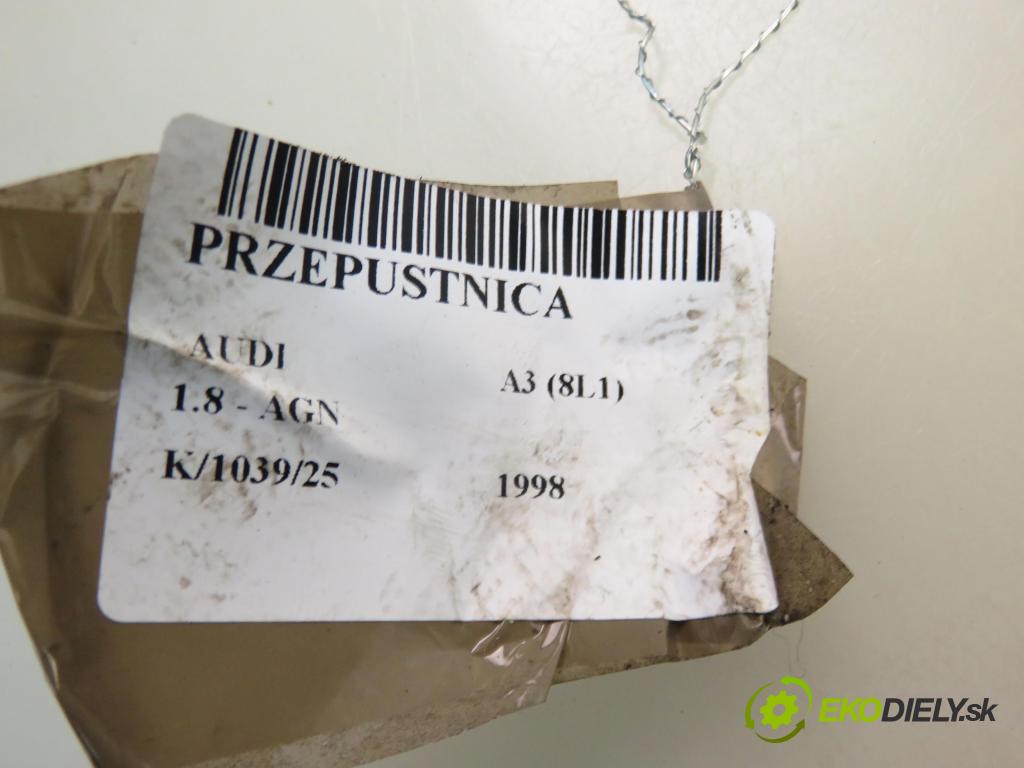 PRZEPUSTNICA
AUDI A3 (8L1)
1.8 - AGN
K/1039/25 1998
EKODIELY.sk